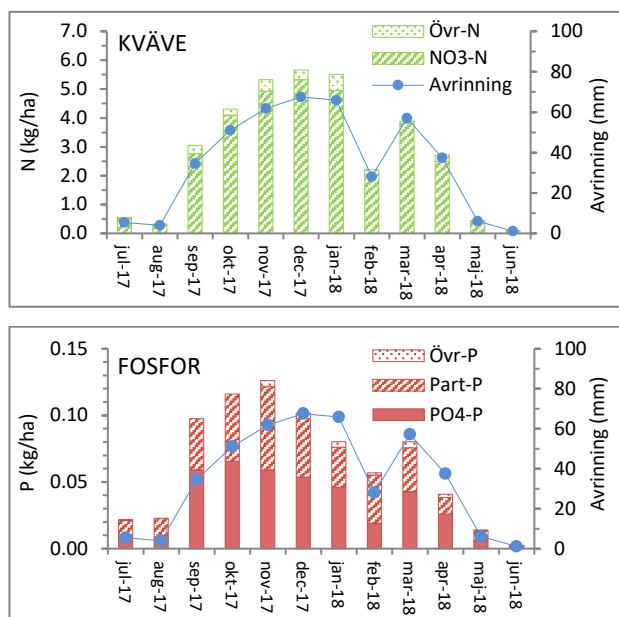 KVÄVE
Övr-N
NO3-N
Avrinning
N (kg/ha)
7.0
6.0
5.0
4.0
3.0
2.0
1.0
0.0
100
80
60
40
20
0
Avrinning (mm)
jul-17
aug-17
sep-17
okt-17
nov-17
dec-17
jan-18
feb-18
mar-18
apr-18
maj-18
jun-18
FOSFOR
Övr-P
Part-P
PO4-P
P (kg/ha)
0.15
0.10
0.05
0.00
100
80
60
40
20
0
Avrinning (mm)
jul-17
aug-17
sep-17
okt-17
nov-17
dec-17
jan-18
feb-18
mar-18
apr-18
maj-18
jun-18